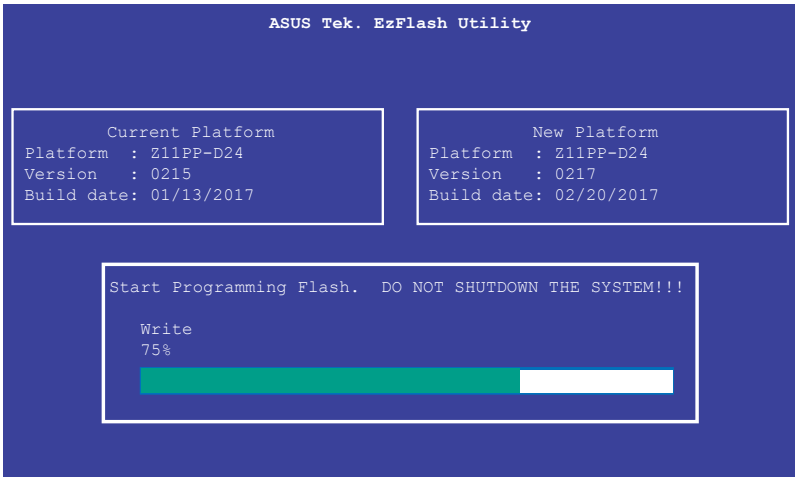 ASUS Tek. EzFlash Utility
Current Platform
Platform : Z11PP-D24
Version : 0215
Build date: 01/13/2017
New Platform
Platform : Z11PP-D24
Version : 0217
Build date: 02/20/2017
Start Programming Flash. DO NOT SHUTDOWN THE SYSTEM!!!
Write
75%